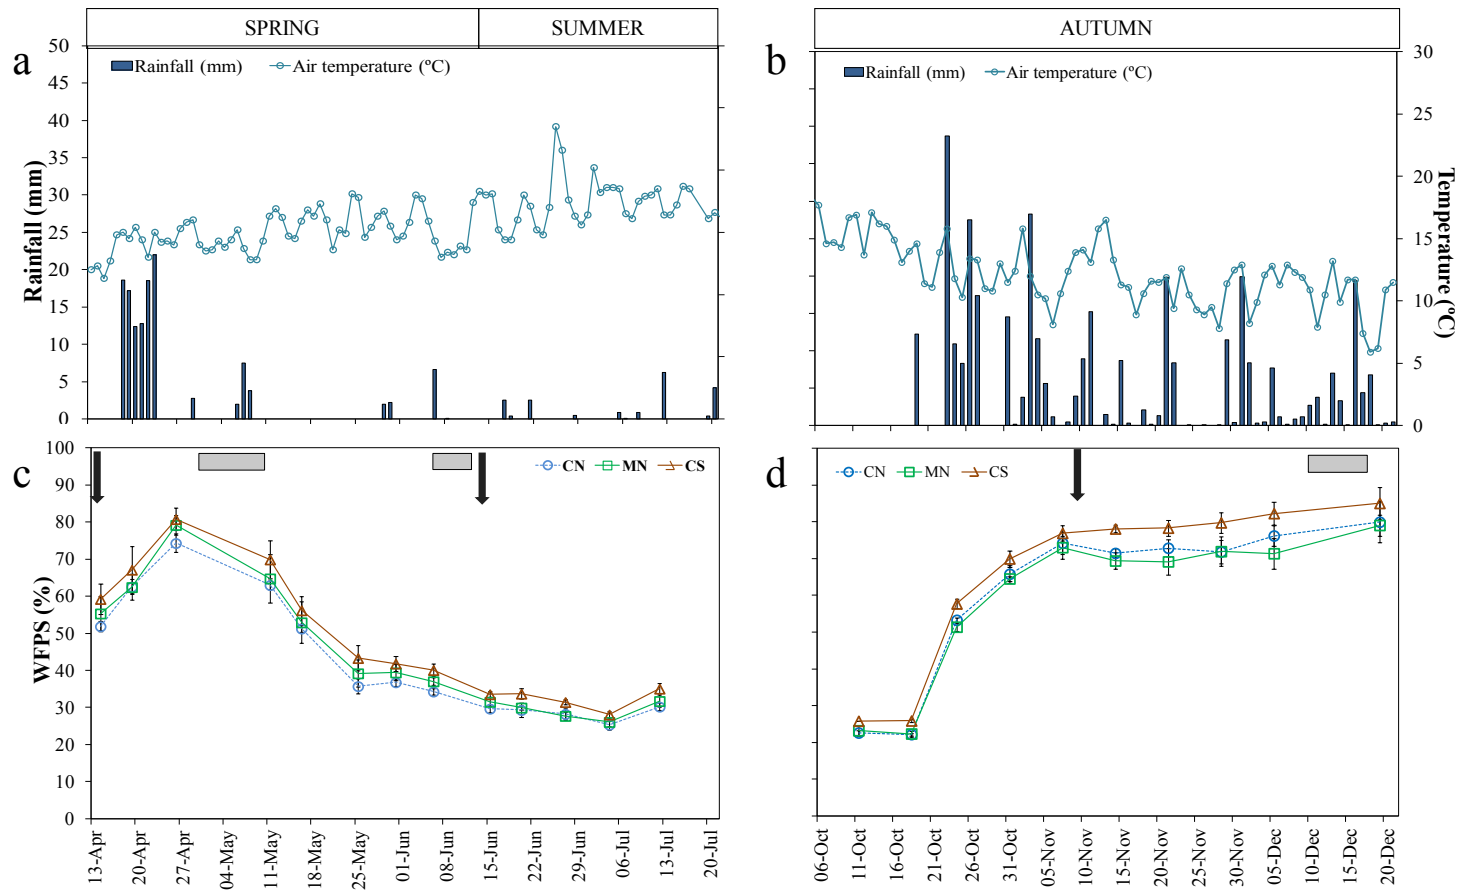 SPRING SUMMER
AUTUMN
a
50
45
40
35
30
25
20
15
10
5
0
Rainfall (mm)
Rainfall (mm) Air temperature (ºC)
b
Rainfall (mm) Air temperature (ºC)
30
25
20
15
10
5
0
Temperature (ºC)
c
100
90
80
70
60
50
40
30
20
10
0
WFPS (%)
CN MN CS
13-Apr
20-Apr
27-Apr
04-May
11-May
18-May
25-May
01-Jun
08-Jun
15-Jun
22-Jun
29-Jun
06-Jul
13-Jul
20-Jul
d
CN MN CS
06-Oct
11-Oct
16-Oct
21-Oct
26-Oct
31-Oct
05-Nov
10-Nov
15-Nov
20-Nov
25-Nov
30-Nov
05-Dec
10-Dec
15-Dec
20-Dec